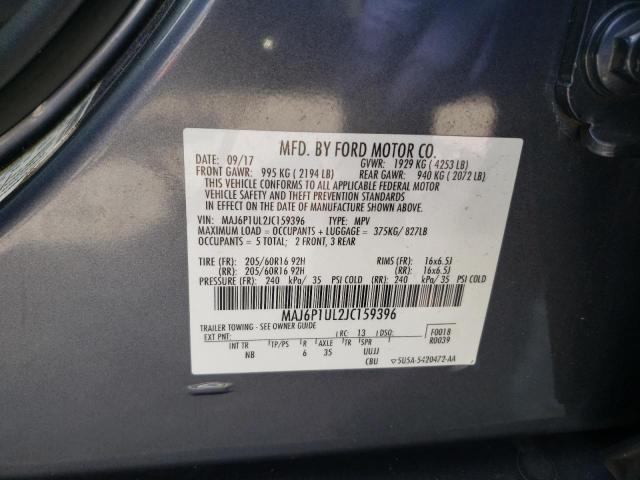 MFD. BY FORD MOTOR CO.
DATE: 09/17 GVWR: 1929 KG ( 4253 LB)
FRONT GAWR: 995 KG ( 2194 LB) REAR GAWR: 940 KG ( 2072 LB)
THIS VEHICLE CONFORMS TO ALL APPLICABLE FEDERAL MOTOR
VEHICLE SAFETY AND THEFT PREVENTION STANDARDS
IN EFFECT ON THE DATE OF MANUFACTURE SHOWN ABOVE.
VIN: MAJ6P1UL2JC159396 TYPE: MPV
MAXIMUM LOAD = OCCUPANTS + LUGGAGE = 375KG/ 827LB
OCCUPANTS = 5 TOTAL; 2 FRONT, 3 REAR
TIRE (FR): 205/60R16 92H RIMS (FR): 16x6.5J
(RR): 205/60R16 92H (RR): 16x6.5J
PRESSURE (FR): 240 kPa/ 35 PSI COLD (RR): 240 kPa/ 35 PSI COLD
MAJ6P1UL2JC159396
TRAILER TOWING - SEE OWNER GUIDE
EXT PNT: RC: 13 DSO: F0018
R0039
INT TR TP/PS R AXLE TR SPR
NB 6 35 UUJJ
CBU 5U5A-5420472-AA